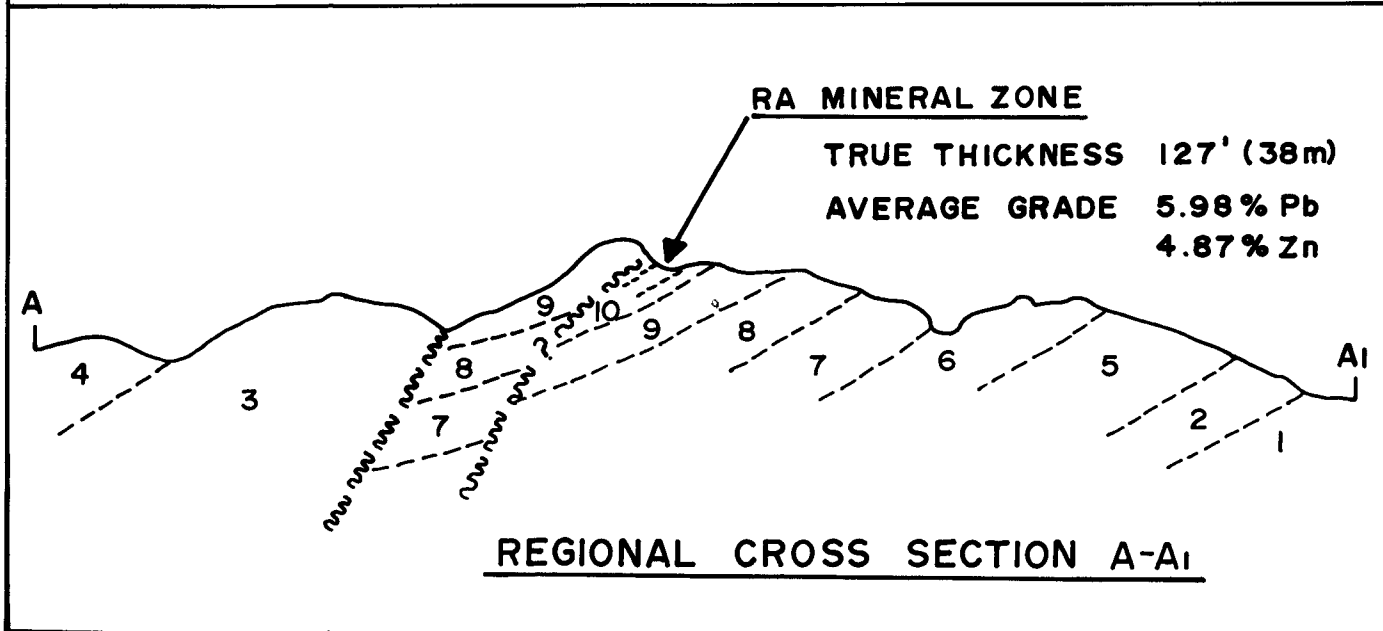 RA MINERAL ZONE
TRUE THICKNESS 127' (38m)
AVERAGE GRADE 5.98% Pb
4.87% Zn
A
A1
9
10
4
3
8
?
9
8
7
6
5
7
2
1
REGIONAL CROSS SECTION A-A1